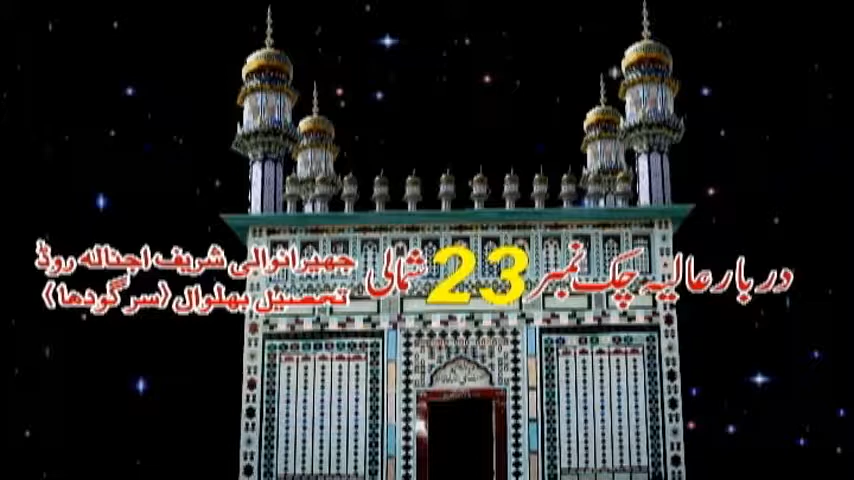 دربار عالیہ چک نمبر 23 شمالی
جھیرانوالی شریف اجنالہ روڈ
تحصیل بھلوال (سرگودھا)